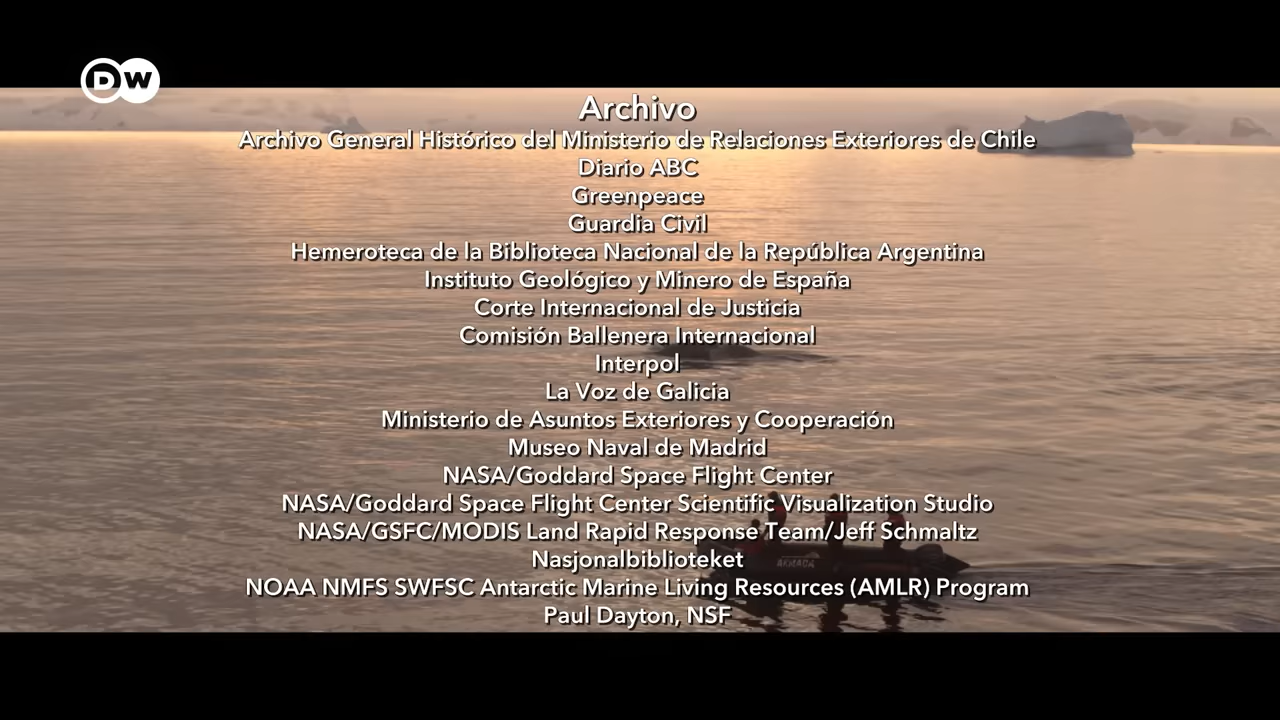 DW
Archivo
Archivo General Histórico del Ministerio de Relaciones Exteriores de Chile
Diario ABC
Greenpeace
Guardia Civil
Hemeroteca de la Biblioteca Nacional de la República Argentina
Instituto Geológico y Minero de España
Corte Internacional de Justicia
Comisión Ballenera Internacional
Interpol
La Voz de Galicia
Ministerio de Asuntos Exteriores y Cooperación
Museo Naval de Madrid
NASA/Goddard Space Flight Center
NASA/Goddard Space Flight Center Scientific Visualization Studio
NASA/GSFC/MODIS Land Rapid Response Team/Jeff Schmaltz
Nasjonalbiblioteket
ARMADA
NOAA NMFS SWFSC Antarctic Marine Living Resources (AMLR) Program
Paul Dayton, NSF